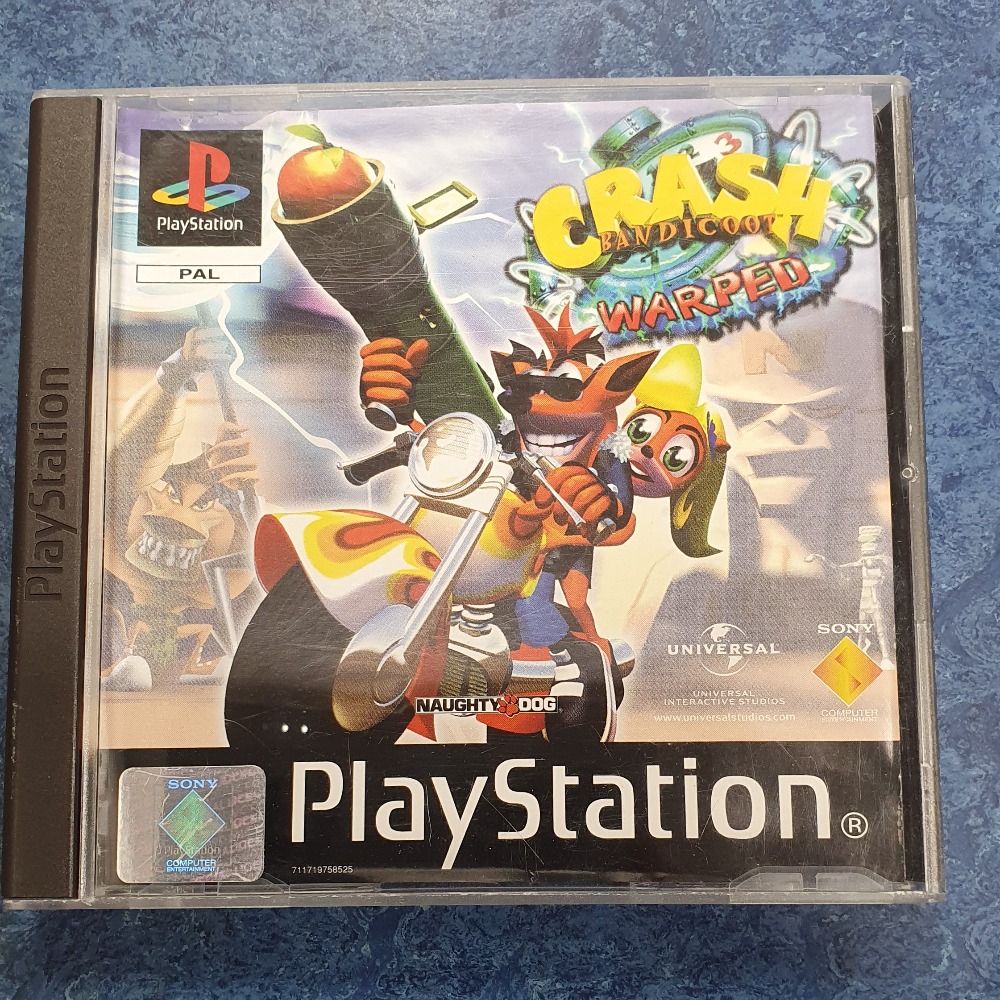 PlayStation
PlayStation
PAL
3
CRASH
BANDICOOT
WARPED
N
UNIVERSAL
UNIVERSAL
INTERACTIVE STUDIOS
www.universalstudios.com
SONY
COMPUTER
ENTERTAINMENT
NAUGHTY DOG
PlayStation®
SONY
PlayStation
COMPUTER
ENTERTAINMENT
711719758525